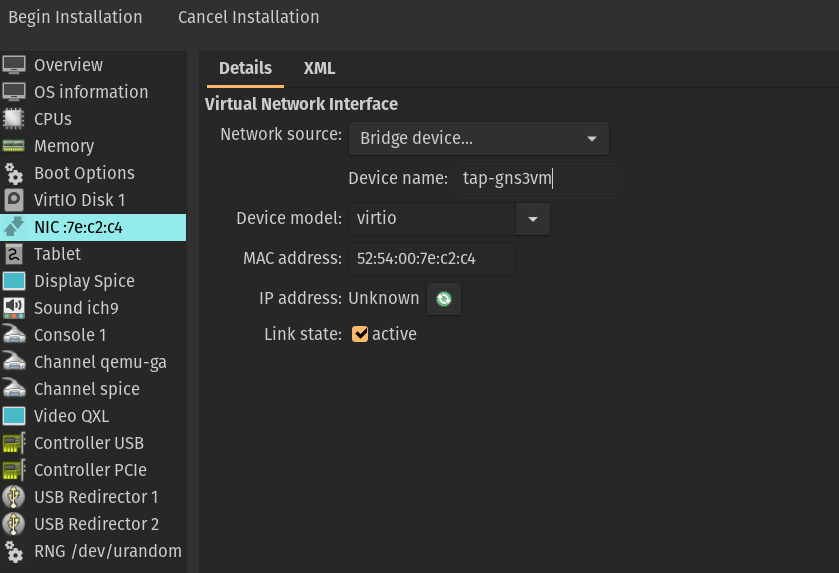 Begin Installation Cancel Installation
Overview
OS information
CPUs
Memory
Boot Options
VirtIO Disk 1
NIC :7e:c2:c4
Tablet
Display Spice
Sound ich9
Console 1
Channel qemu-ga
Channel spice
Video QXL
Controller USB
Controller PCIe
USB Redirector 1
USB Redirector 2
RNG /dev/urandom
Details XML
Virtual Network Interface
Network source: Bridge device...
Device name: tap-gns3vm
Device model: virtio
MAC address: 52:54:00:7e:c2:c4
IP address: Unknown
Link state: active